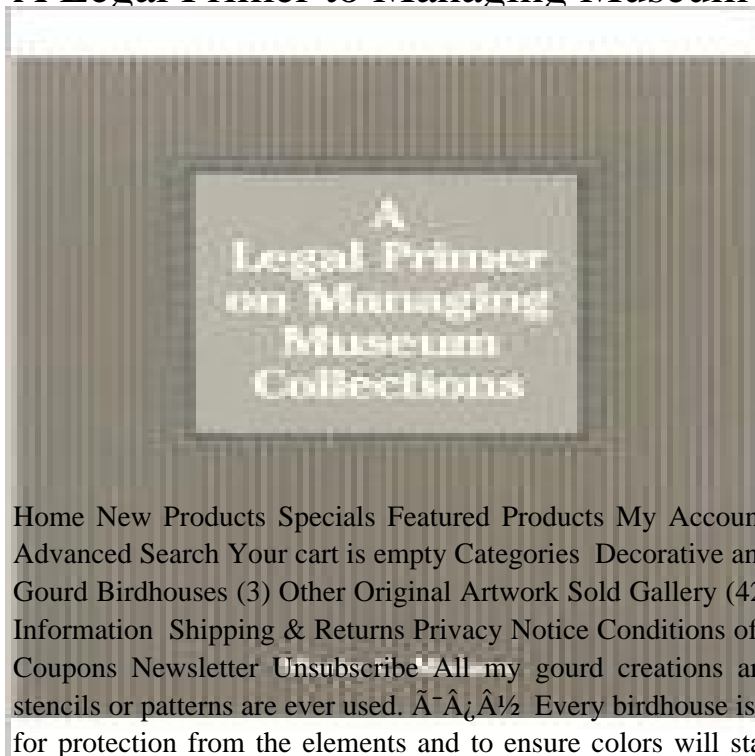 A Legal Primer to Managing Museum
A
Legal Primer
on Managing
Museum
Collections
Home New Products Specials Featured Products My Accoun
Advanced Search Your cart is empty Categories Decorative an
Gourd Birdhouses (3) Other Original Artwork Sold Gallery (42
Information Shipping & Returns Privacy Notice Conditions of
Coupons Newsletter Unsubscribe All my gourd creations ar
stencils or patterns are ever used. Ã¯Â¿Â½ Every birdhouse is
for protection from the elements and to ensure colors will sta